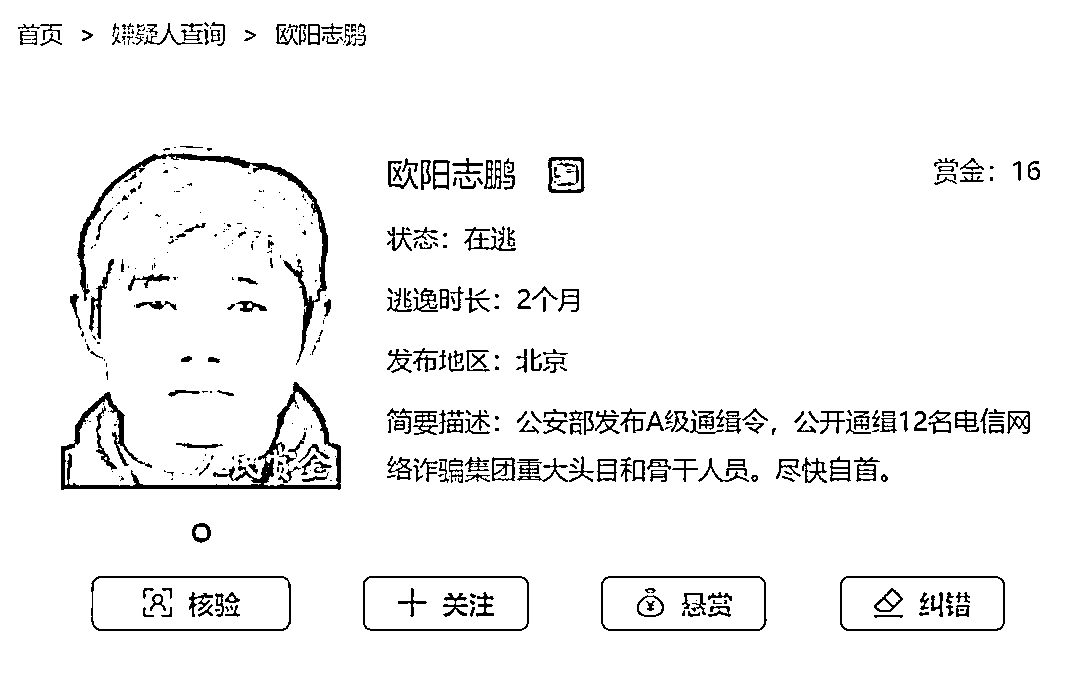 首页 > 嫌疑人查询 > 欧阳志鹏
欧阳志鹏
赏金：16
状态：在逃
逃逸时长：2个月
发布地区：北京
简要描述：公安部发布A级通缉令，公开通缉12名电信网
络诈骗集团重大头目和骨干人员。尽快自首。
核验
关注
悬赏
纠错